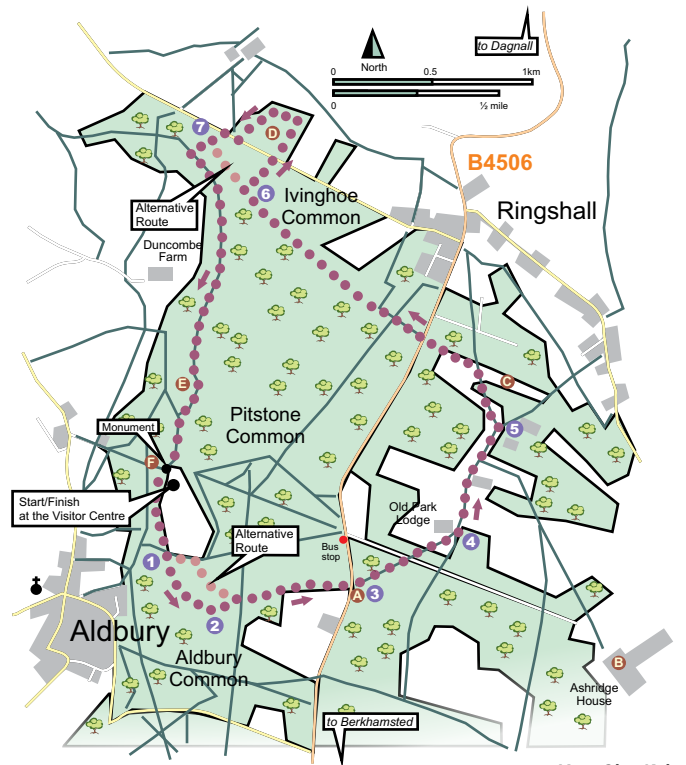 to Dagnall
North
0
0.5
1km
0
½ mile
B4506
7
D
6
Ivinghoe
Common
Ringshall
Alternative
Route
Duncombe
Farm
E
C
Pitstone
Common
5
Monument
F
Start/Finish
at the Visitor Centre
Old Park
Lodge
Alternative
Route
Bus
stop
4
1
A
3
2
Aldbury
Aldbury
Common
B
Ashridge
House
to Berkhamsted